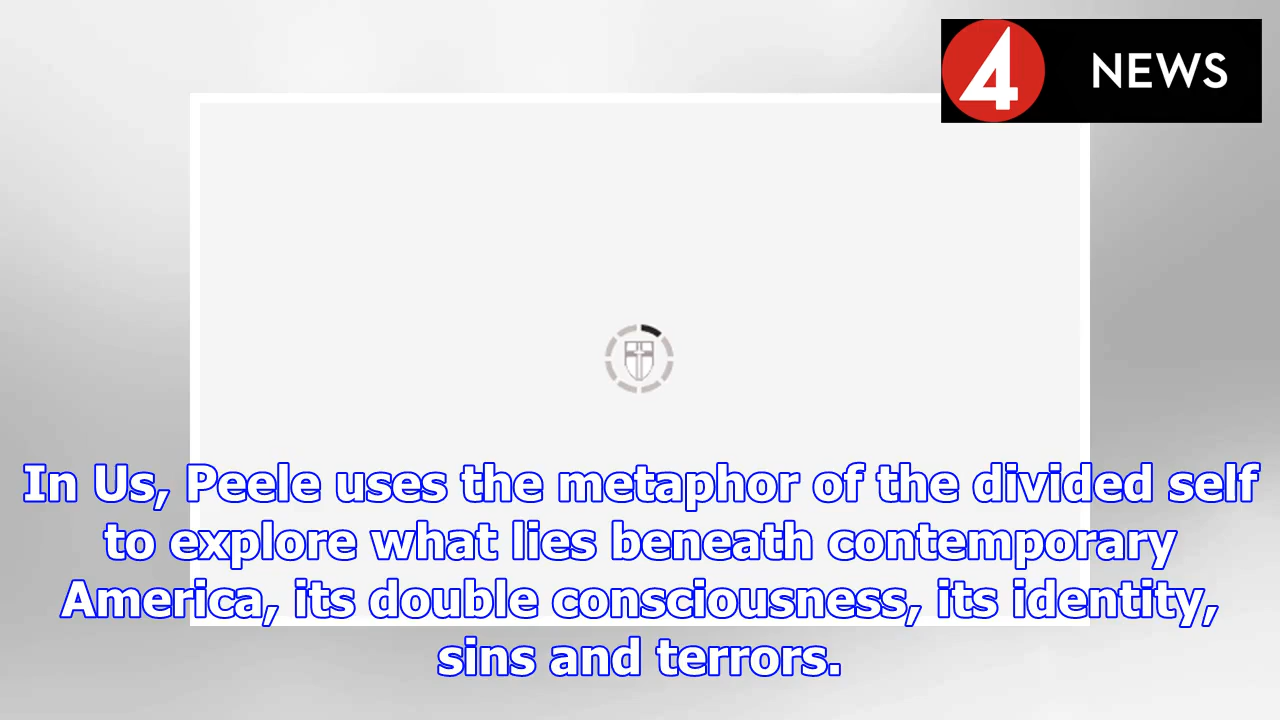 4 NEWS
In Us, Peele uses the metaphor of the divided self
to explore what lies beneath contemporary
America, its double consciousness, its identity,
sins and terrors.